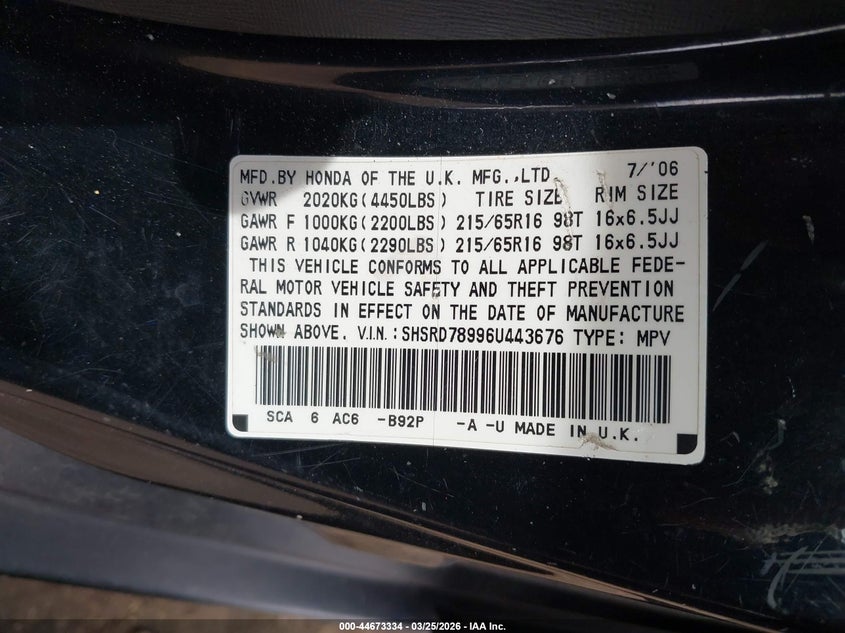 MFD.BY HONDA OF THE U.K. MFG.,LTD 7/'06
GVWR 2020KG(4450LBS) TIRE SIZE RIM SIZE
GAWR F 1000KG(2200LBS) 215/65R16 98T 16x6.5JJ
GAWR R 1040KG(2290LBS) 215/65R16 98T 16x6.5JJ
THIS VEHICLE CONFORMS TO ALL APPLICABLE FEDE-
RAL MOTOR VEHICLE SAFETY AND THEFT PREVENTION
STANDARDS IN EFFECT ON THE DATE OF MANUFACTURE
SHOWN ABOVE. V.I.N.:SHSRD78996U443676 TYPE: MPV
SCA 6 AC6 -B92P -A -U MADE IN U.K.
000-44673334 | 03/25/2026 - IAA Inc.